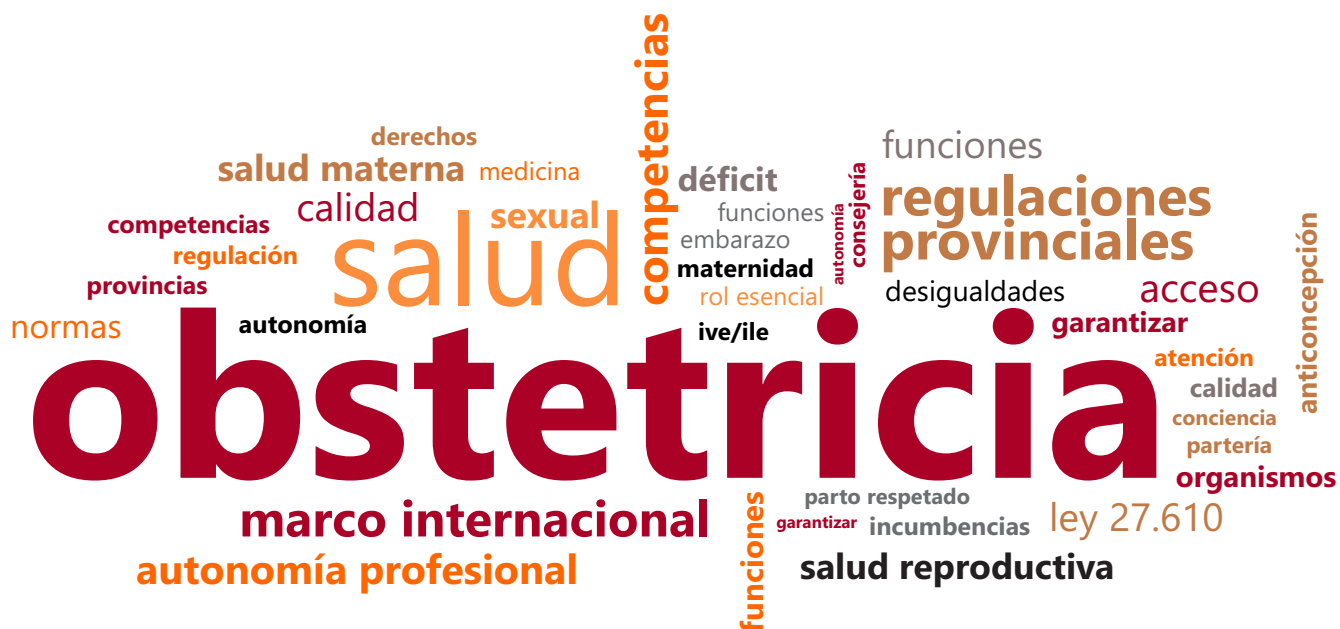 competencias
derechos
salud materna
medicina
calidad
competencias
sexual
salud
regulación
provincias
normas
autonomía
déficit
funciones
embarazo
maternidad
rol esencial
ive/ile
autonomía
consejería
funciones
regulaciones
provinciales
desigualdades
acceso
garantizar
anticoncepción
obstetricia
atención
calidad
conciencia
partería
organismos
marco internacional
autonomía profesional
funciones
parto respetado
garantizar
incumbencias
ley 27.610
salud reproductiva